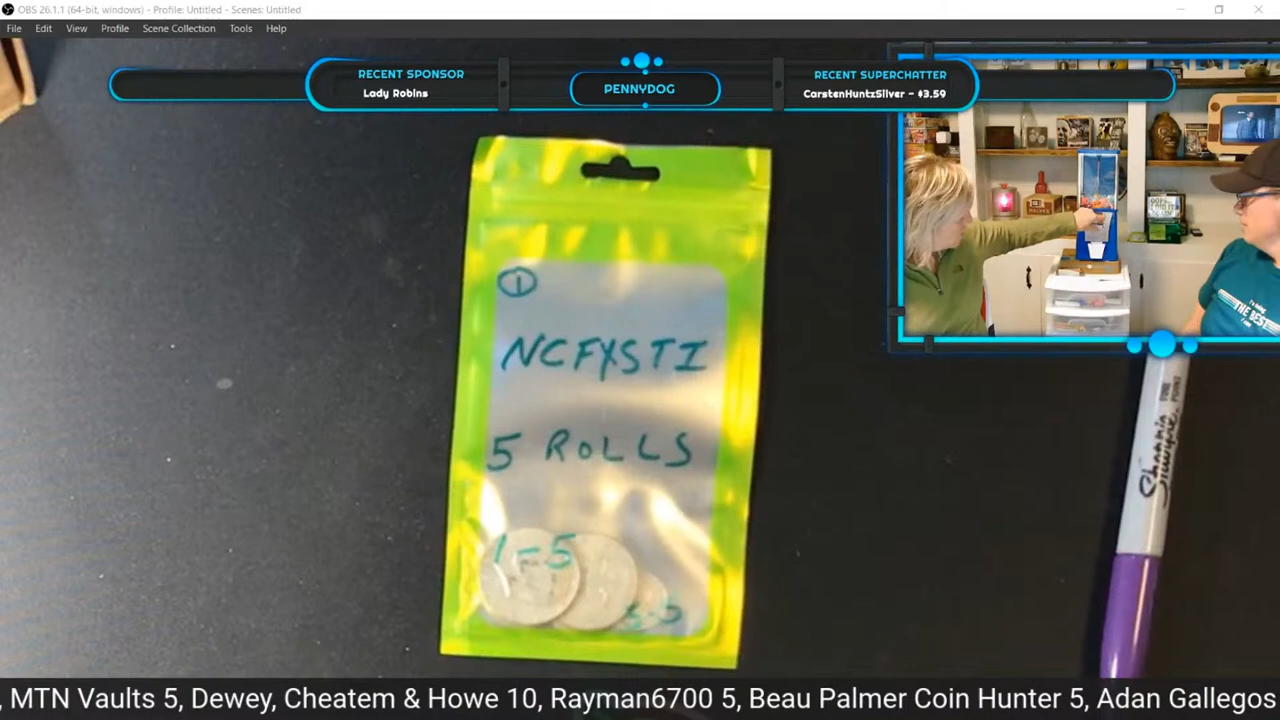 OBS 26.1.1 (64-bit, windows) - Profile: Untitled - Scenes: Untitled
File Edit View Profile Scene Collection Tools Help
RECENT SPONSOR
Lady Robins
PENNYDOG
RECENT SUPERCHATTER
CarstenHuntzSilver - $3.59
1
NCFXSTI
5 ROLLS
1-5
THE BEST
Sharpie
, MTN Vaults 5, Dewey, Cheatem & Howe 10, Rayman6700 5, Beau Palmer Coin Hunter 5, Adan Gallegos